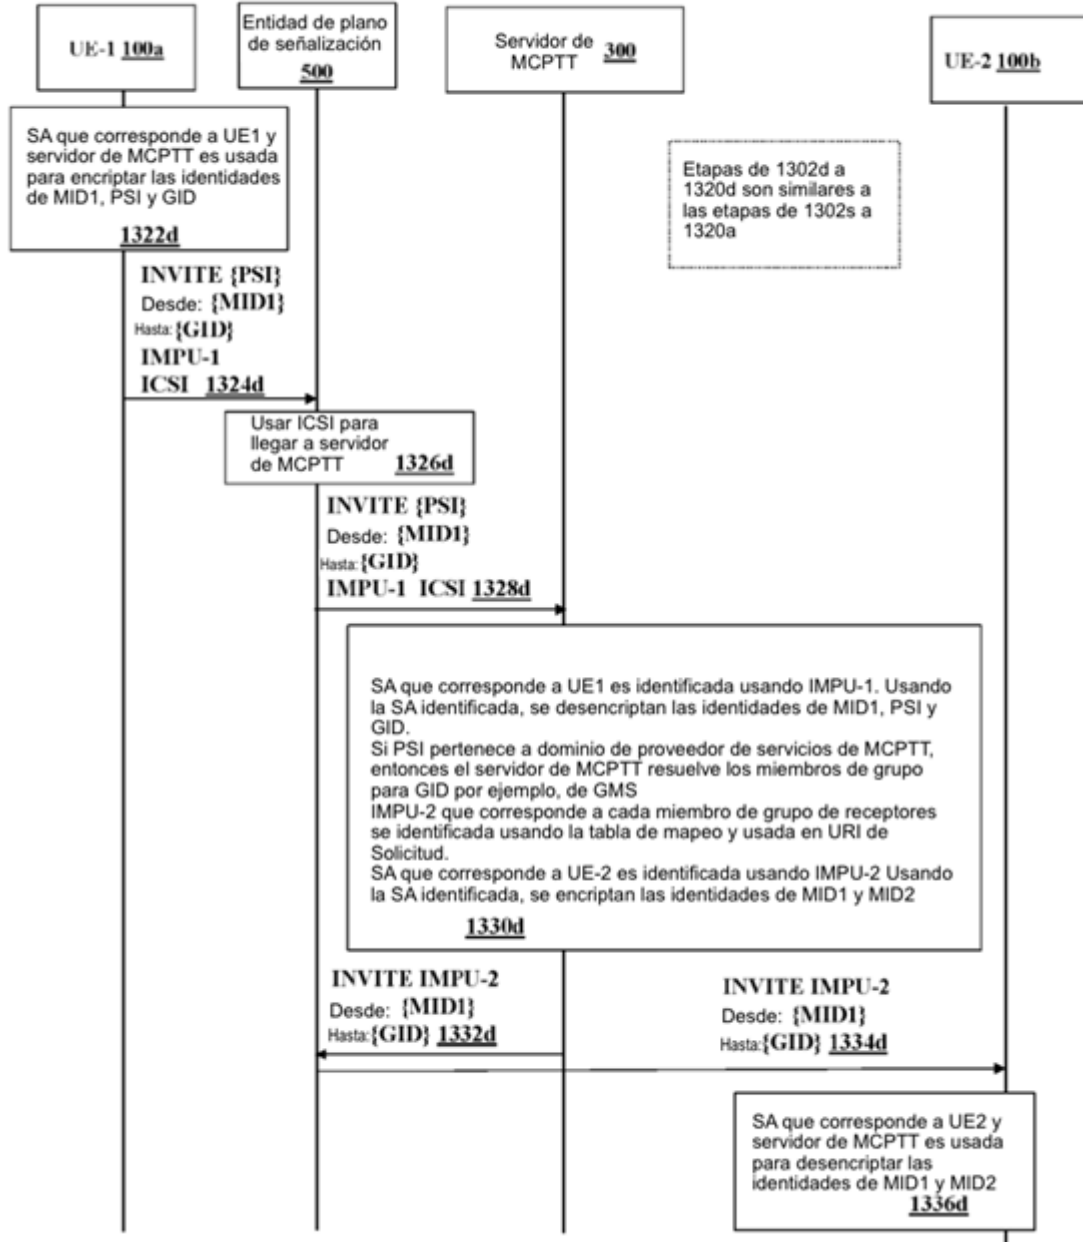 UE-1 100a
Entidad de plano
de señalización
500
Servidor de
MCPTT 300
UE-2 100b
SA que corresponde a UE1 y
servidor de MCPTT es usada
para encriptar las identidades
de MID1, PSI y GID
1322d
Etapas de 1302d a
1320d son similares a
las etapas de 1302s a
1320a
INVITE {PSI}
Desde: {MID1}
Hasta:{GID}
IMPU-1
ICSI 1324d
Usar ICSI para
llegar a servidor
de MCPTT 1326d
INVITE {PSI}
Desde: {MID1}
Hasta:{GID}
IMPU-1 ICSI 1328d
SA que corresponde a UE1 es identificada usando IMPU-1. Usando
la SA identificada, se desencriptan las identidades de MID1, PSI y
GID.
Si PSI pertenece a dominio de proveedor de servicios de MCPTT,
entonces el servidor de MCPTT resuelve los miembros de grupo
para GID por ejemplo, de GMS
IMPU-2 que corresponde a cada miembro de grupo de receptores
se identificada usando la tabla de mapeo y usada en URI de
Solicitud.
SA que corresponde a UE-2 es identificada usando IMPU-2 Usando
la SA identificada, se encriptan las identidades de MID1 y MID2
1330d
INVITE IMPU-2
Desde: {MID1}
Hasta:{GID} 1332d
INVITE IMPU-2
Desde: {MID1}
Hasta:{GID} 1334d
SA que corresponde a UE2 y
servidor de MCPTT es usada
para desencriptar las
identidades de MID1 y MID2
1336d